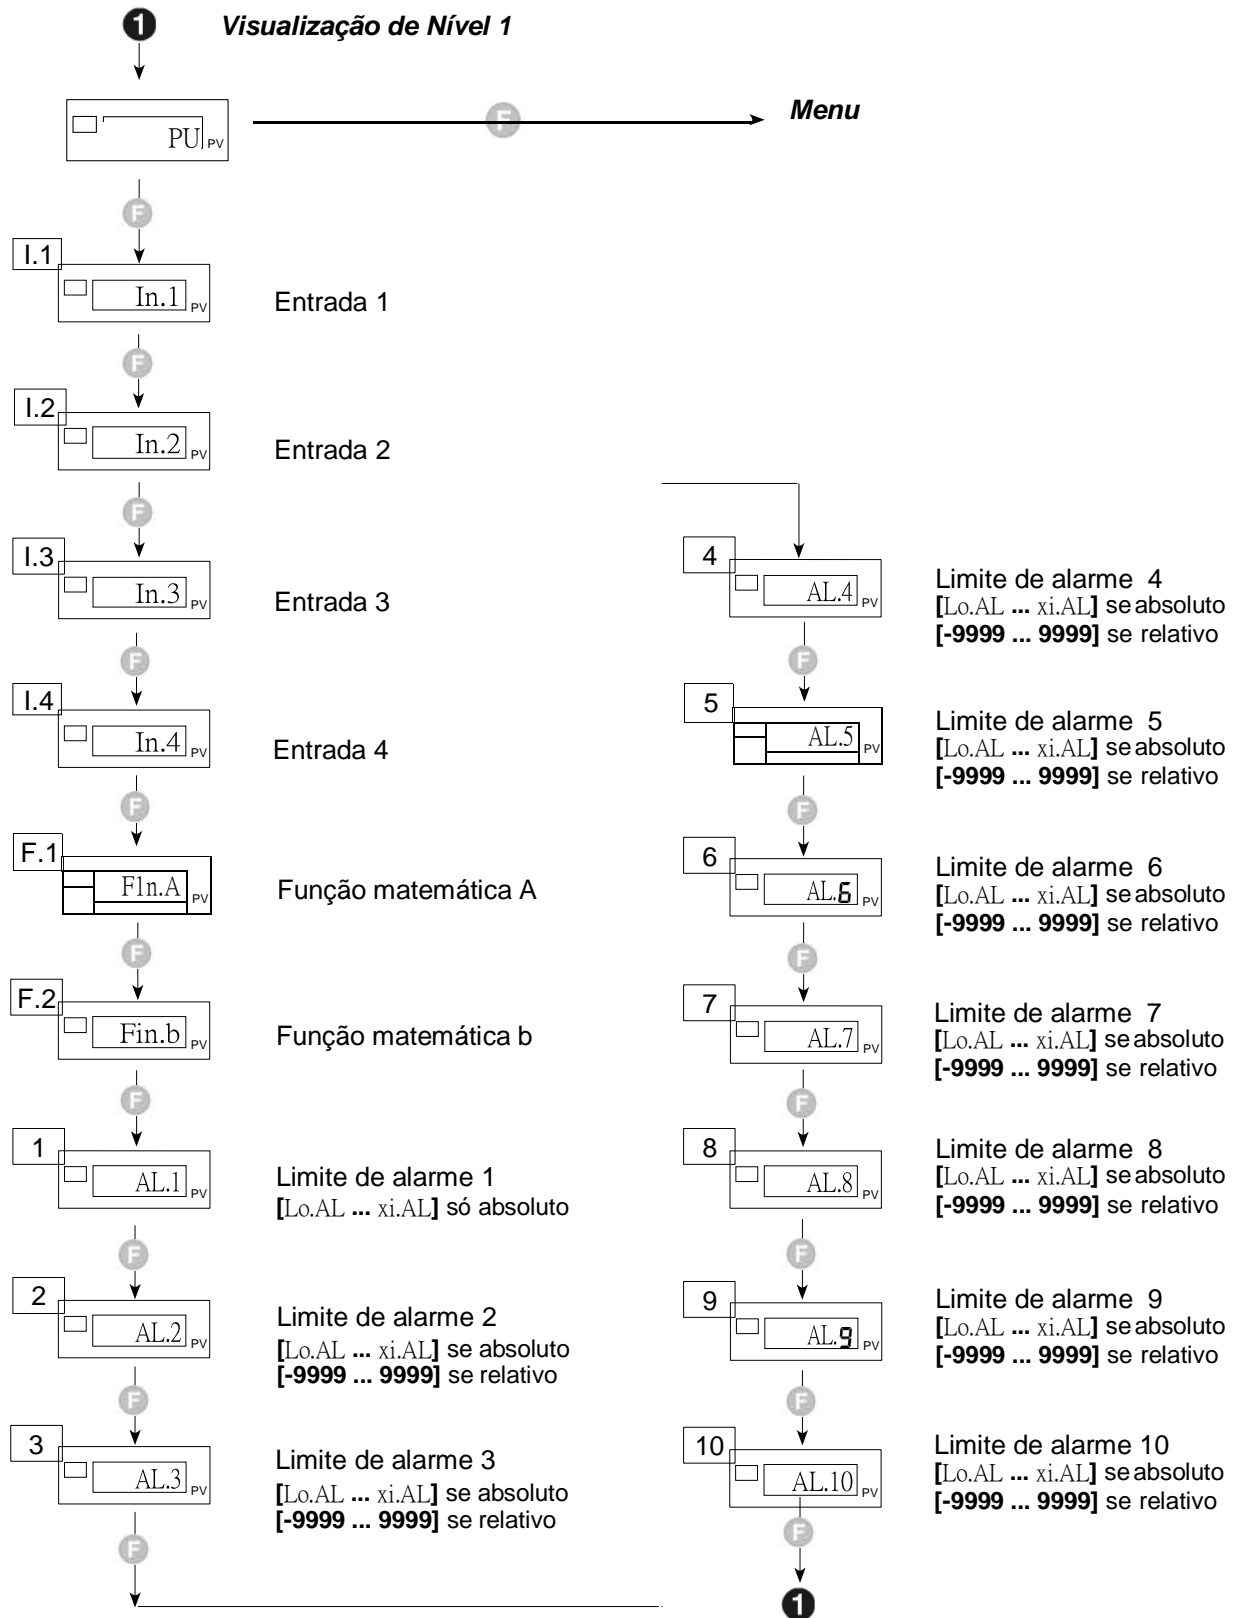 1 Visualização de Nível 1
PU PV
F Menu
F
I.1
In.1 PV
Entrada 1
F
I.2
In.2 PV
Entrada 2
F
I.3
In.3 PV
Entrada 3
F
I.4
In.4 PV
Entrada 4
F
F.1
F1n.A PV
Função matemática A
F
F.2
Fin.b PV
Função matemática b
F
1
AL.1 PV
Limite de alarme 1
[Lo.AL ... xi.AL] só absoluto
F
2
AL.2 PV
Limite de alarme 2
[Lo.AL ... xi.AL] se absoluto
[-9999 ... 9999] se relativo
F
3
AL.3 PV
Limite de alarme 3
[Lo.AL ... xi.AL] se absoluto
[-9999 ... 9999] se relativo
F
4
AL.4 PV
Limite de alarme 4
[Lo.AL ... xi.AL] se absoluto
[-9999 ... 9999] se relativo
F
5
AL.5 PV
Limite de alarme 5
[Lo.AL ... xi.AL] se absoluto
[-9999 ... 9999] se relativo
F
6
AL.6 PV
Limite de alarme 6
[Lo.AL ... xi.AL] se absoluto
[-9999 ... 9999] se relativo
F
7
AL.7 PV
Limite de alarme 7
[Lo.AL ... xi.AL] se absoluto
[-9999 ... 9999] se relativo
F
8
AL.8 PV
Limite de alarme 8
[Lo.AL ... xi.AL] se absoluto
[-9999 ... 9999] se relativo
F
9
AL.9 PV
Limite de alarme 9
[Lo.AL ... xi.AL] se absoluto
[-9999 ... 9999] se relativo
F
10
AL.10 PV
Limite de alarme 10
[Lo.AL ... xi.AL] se absoluto
[-9999 ... 9999] se relativo
F
1